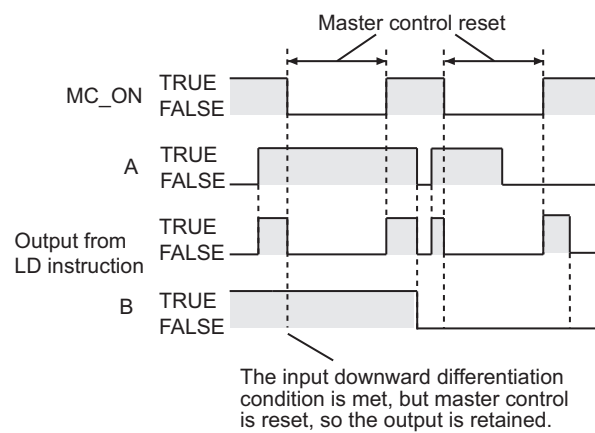 Master control reset
MC_ON
TRUE
FALSE
A
TRUE
FALSE
Output from
LD instruction
TRUE
FALSE
B
TRUE
FALSE
The input downward differentiation
condition is met, but master control
is reset, so the output is retained.